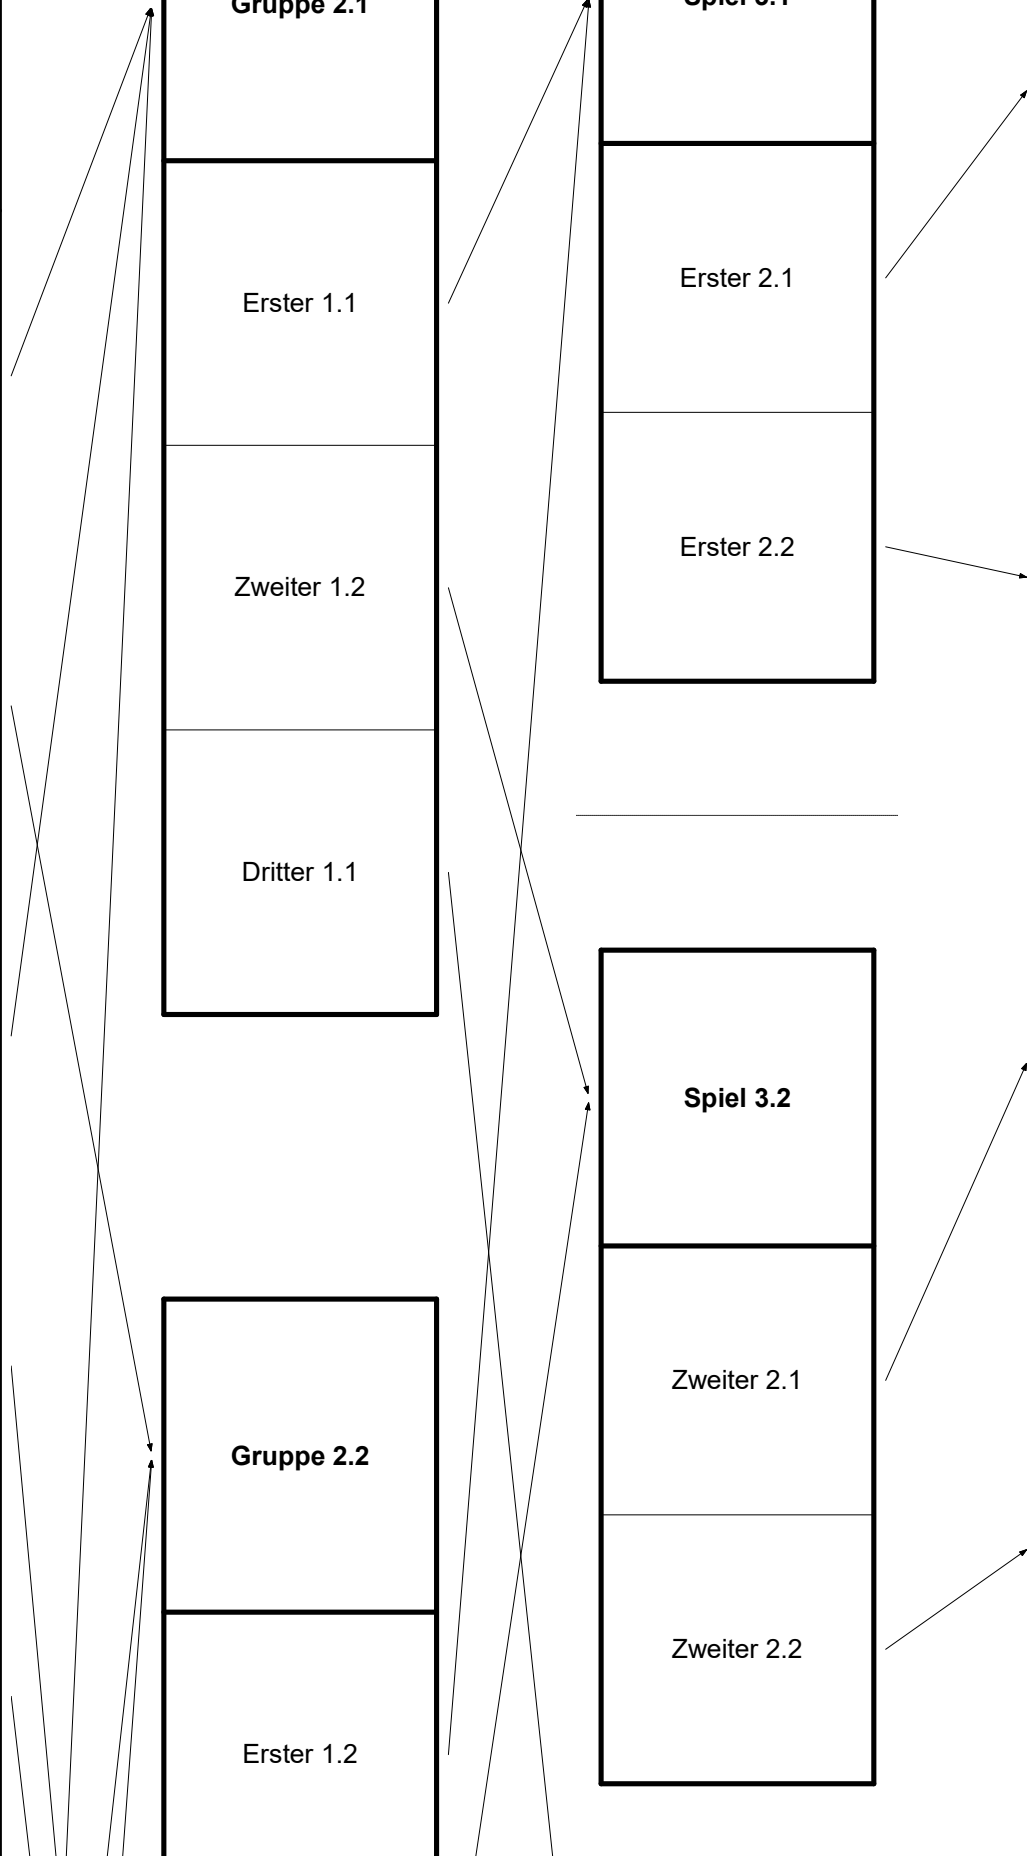 Gruppe 2.1
Erster 1.1
Zweiter 1.2
Dritter 1.1
Gruppe 2.2
Erster 1.2
Spiel 3.1
Erster 2.1
Erster 2.2
Spiel 3.2
Zweiter 2.1
Zweiter 2.2